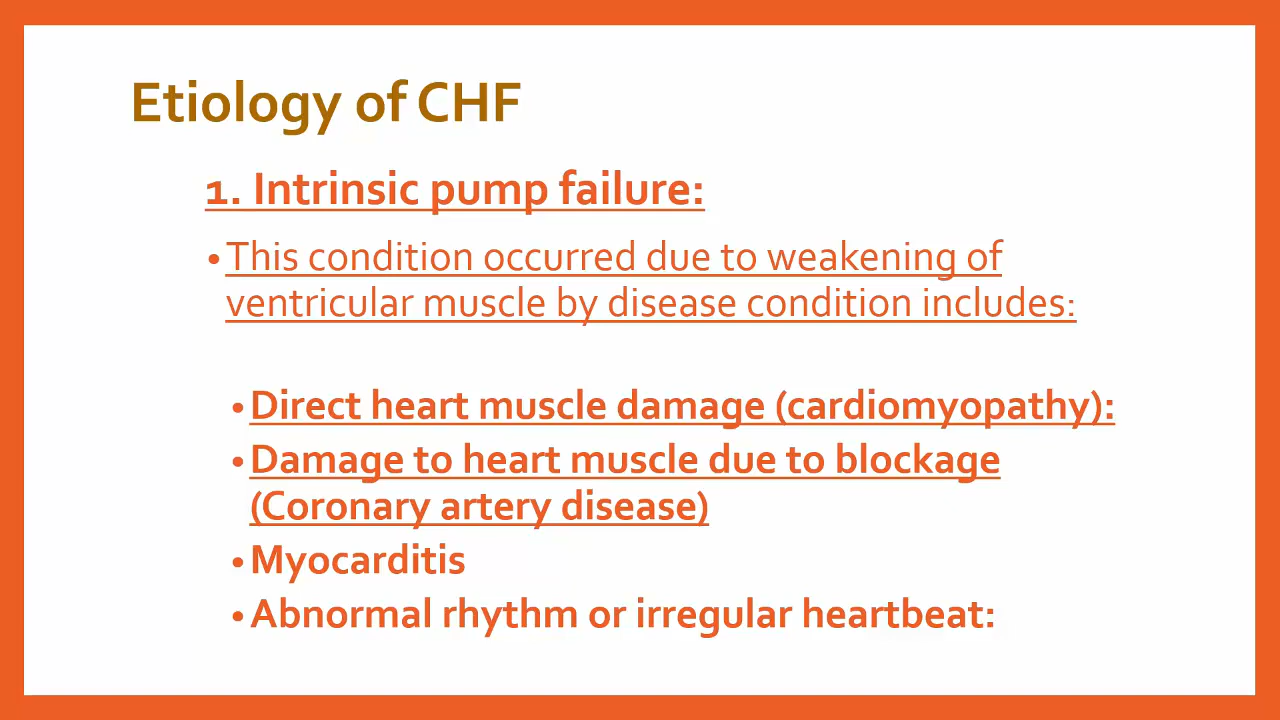 Etiology of CHF
1. Intrinsic pump failure:
•This condition occurred due to weakening of
ventricular muscle by disease condition includes:
•Direct heart muscle damage (cardiomyopathy):
•Damage to heart muscle due to blockage
(Coronary artery disease)
•Myocarditis
•Abnormal rhythm or irregular heartbeat: